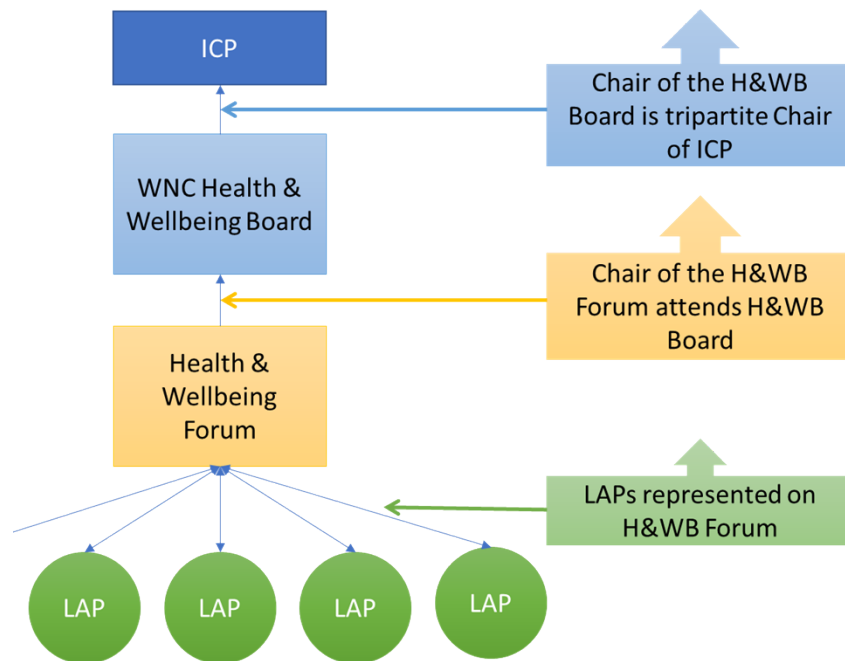 ICP
Chair of the H&WB
Board is tripartite Chair
of ICP
WNC Health &
Wellbeing Board
Chair of the H&WB
Forum attends H&WB
Board
Health &
Wellbeing
Forum
LAPs represented on
H&WB Forum
LAP
LAP
LAP
LAP